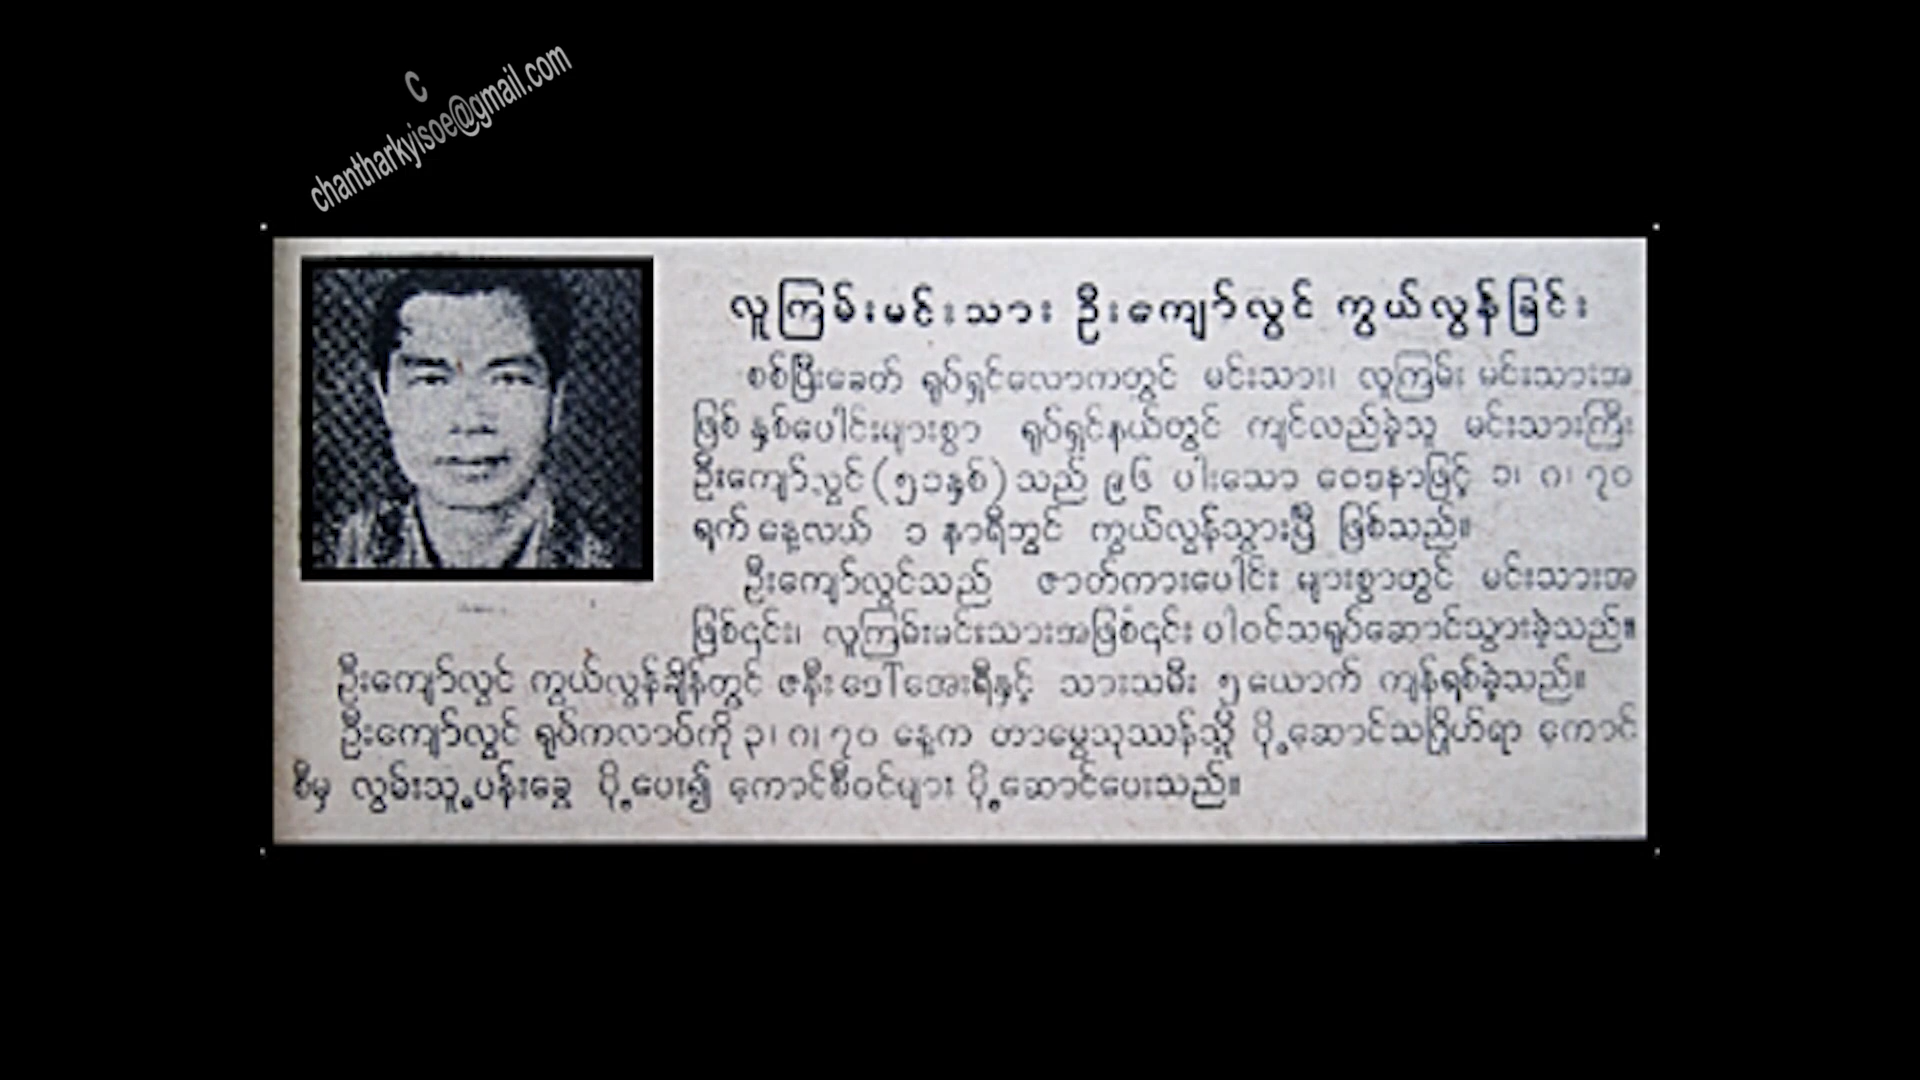 c
chantharkyisoe@gmail.com
လူကြမ်းမင်းသား ဦးကျော်လွင် ကွယ်လွန်ခြင်း
စစ်ပြီးခေတ် ရုပ်ရှင်လောကတွင် မင်းသား၊ လူကြမ်း မင်းသားအ
ဖြစ် နှစ်ပေါင်းများစွာ ရုပ်ရှင်နယ်တွင် ကျင်လည်ခဲ့သူ မင်းသားကြီး
ဦးကျော်လွင် (၅၁နှစ်) သည် ၉၆ ပါးသော ဝေဒနာဖြင့် ၁၊ ဂ၊ ၇၀
ရက် နေ့လယ် ၁ နာရီတွင် ကွယ်လွန်သွားပြီ ဖြစ်သည်။
ဦးကျော်လွင်သည် ဇာတ်ကားပေါင်း များစွာတွင် မင်းသားအ
ဖြစ်၎င်း၊ လူကြမ်းမင်းသားအဖြစ်၎င်း ပါဝင်သရုပ်ဆောင်သွားခဲ့သည်။
ဦးကျော်လွင် ကွယ်လွန်ချိန်တွင် ဇနီး ဒေါ်အေးရီနှင့် သားသမီး ၅ ယောက် ကျန်ရစ်ခဲ့သည်။
ဦးကျော်လွင် ရုပ်ကလာပ်ကို ၃၊ ဂ၊ ၇၀ နေ့က တာမွေသုဿန်သို့ ပို့ဆောင်သဂြိုဟ်ရာ ကောင်
စီမှ လွမ်းသူ့ပန်းခွေ ပို့ပေး၍ ကောင်စီဝင်များ ပို့ဆောင်ပေးသည်။